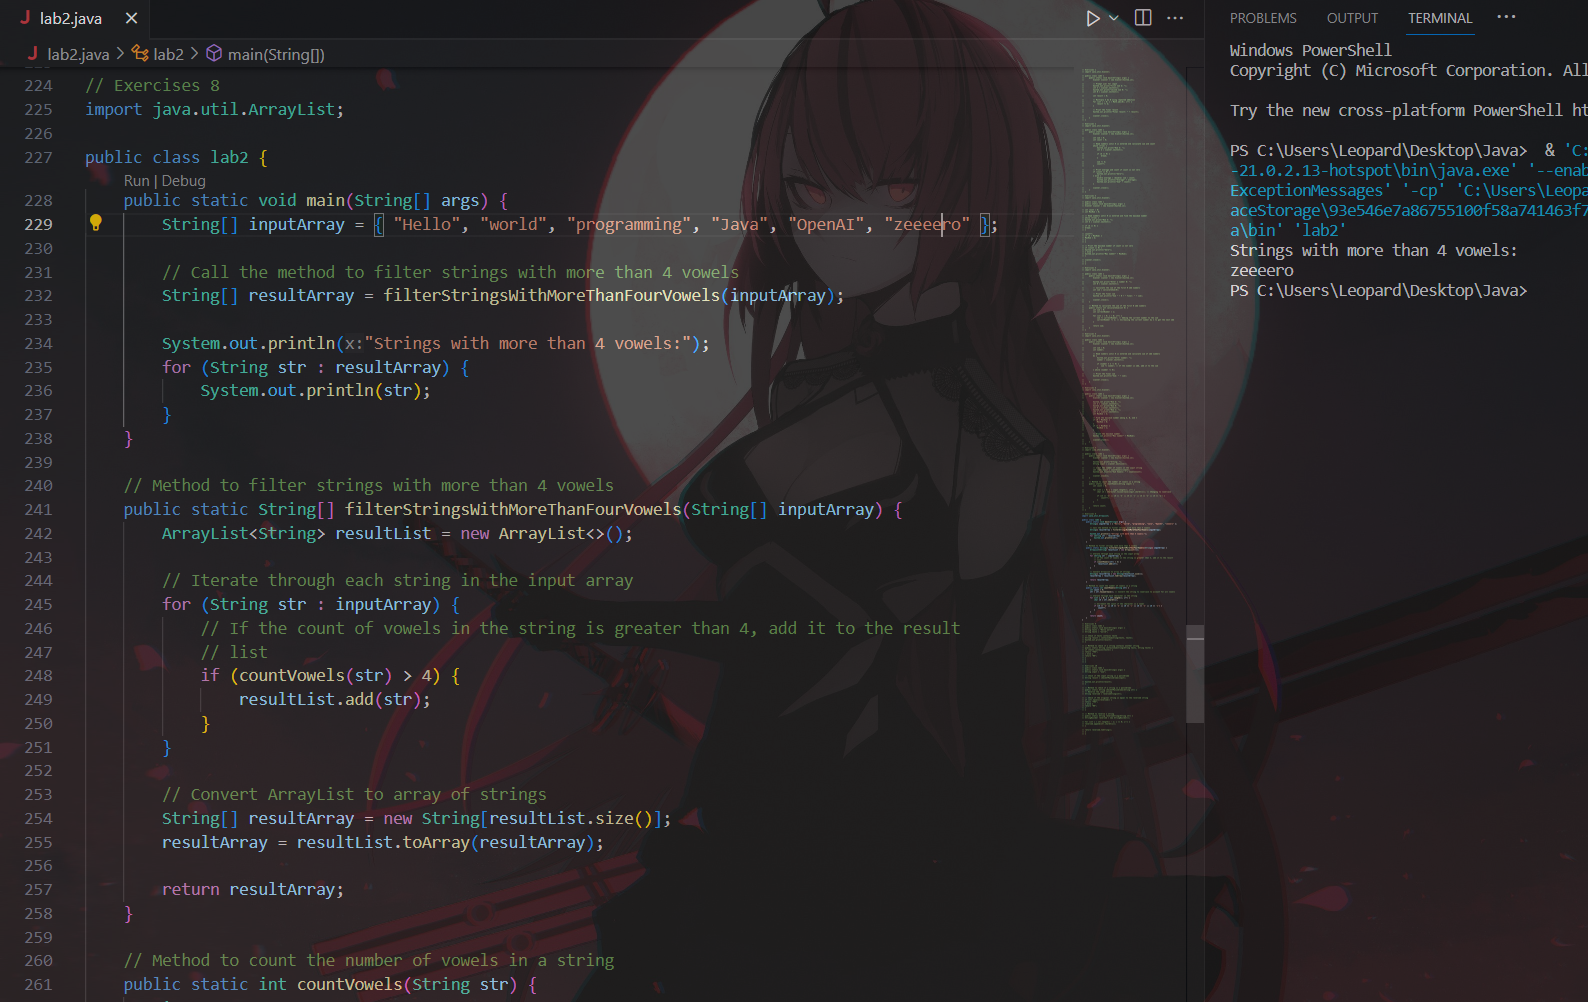 lab2.java
lab2.java > lab2 > main(String[])
224 // Exercises 8
225 import java.util.ArrayList;
226
227 public class lab2 {
Run | Debug
228 public static void main(String[] args) {
229 String[] inputArray = { "Hello", "world", "programming", "Java", "OpenAI", "zeeeero" };
230
231 // Call the method to filter strings with more than 4 vowels
232 String[] resultArray = filterStringsWithMoreThanFourVowels(inputArray);
233
234 System.out.println(x:"Strings with more than 4 vowels:");
235 for (String str : resultArray) {
236 System.out.println(str);
237 }
238 }
239
240 // Method to filter strings with more than 4 vowels
241 public static String[] filterStringsWithMoreThanFourVowels(String[] inputArray) {
242 ArrayList<String> resultList = new ArrayList<>();
243
244 // Iterate through each string in the input array
245 for (String str : inputArray) {
246 // If the count of vowels in the string is greater than 4, add it to the result
247 // list
248 if (countVowels(str) > 4) {
249 resultList.add(str);
250 }
251 }
252
253 // Convert ArrayList to array of strings
254 String[] resultArray = new String[resultList.size()];
255 resultArray = resultList.toArray(resultArray);
256
257 return resultArray;
258 }
259
260 // Method to count the number of vowels in a string
261 public static int countVowels(String str) {
PROBLEMS OUTPUT TERMINAL
Windows PowerShell
Copyright (C) Microsoft Corporation. All
Try the new cross-platform PowerShell ht
PS C:\Users\Leopard\Desktop\Java> & 'C:
-21.0.2.13-hotspot\bin\java.exe' '--enab
ExceptionMessages' '-cp' 'C:\Users\Leopa
aceStorage\93e546e7a86755100f58a741463f7
a\bin' 'lab2'
Strings with more than 4 vowels:
zeeeero
PS C:\Users\Leopard\Desktop\Java>